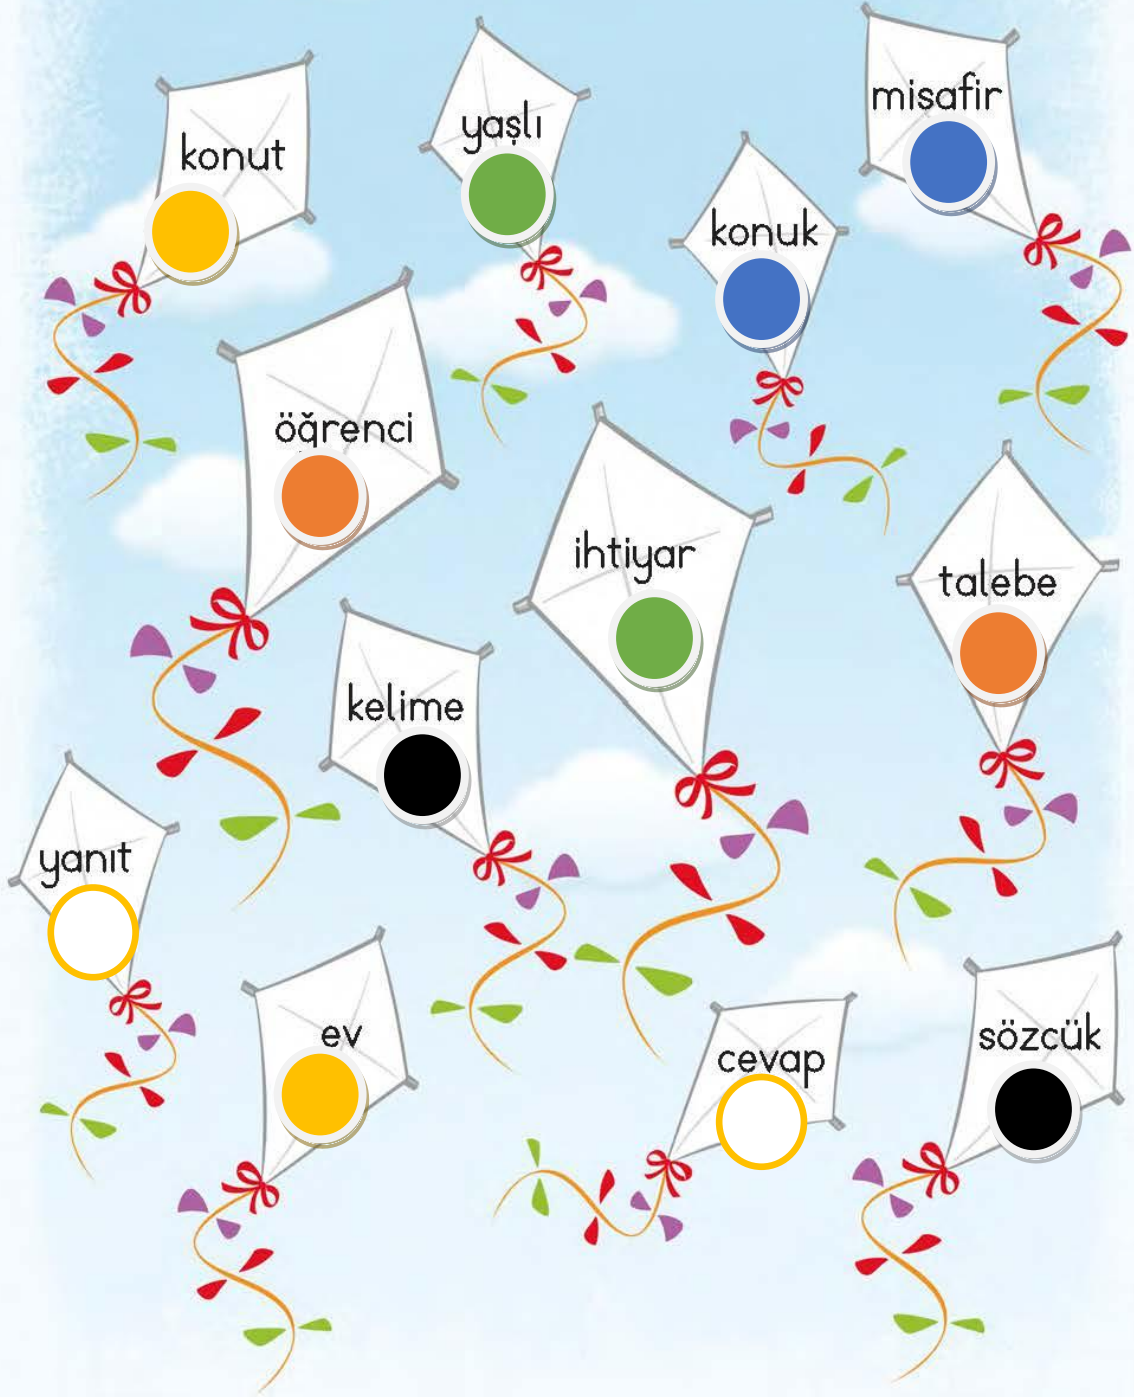 konut
yaşlı
misafir
konuk
öğrenci
ihtiyar
talebe
kelime
yanıt
ev
cevap
sözcük